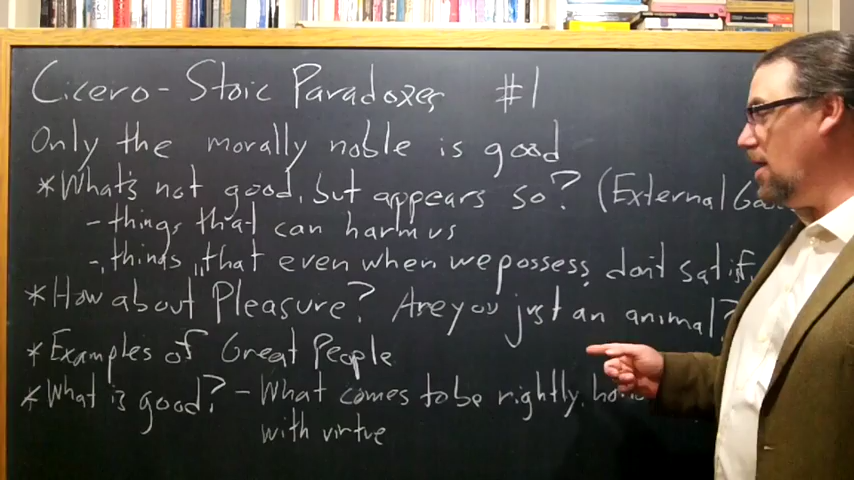 Cicero - Stoic Paradoxes #1
Only the morally noble is good
*What's not good, but appears so? (External
- things that can harm us
- things that even when we possess, don't satisfy
*How about Pleasure? Are you just an animal?
*Examples of Great People
*What is good? - What comes to be rightly,
with virtue